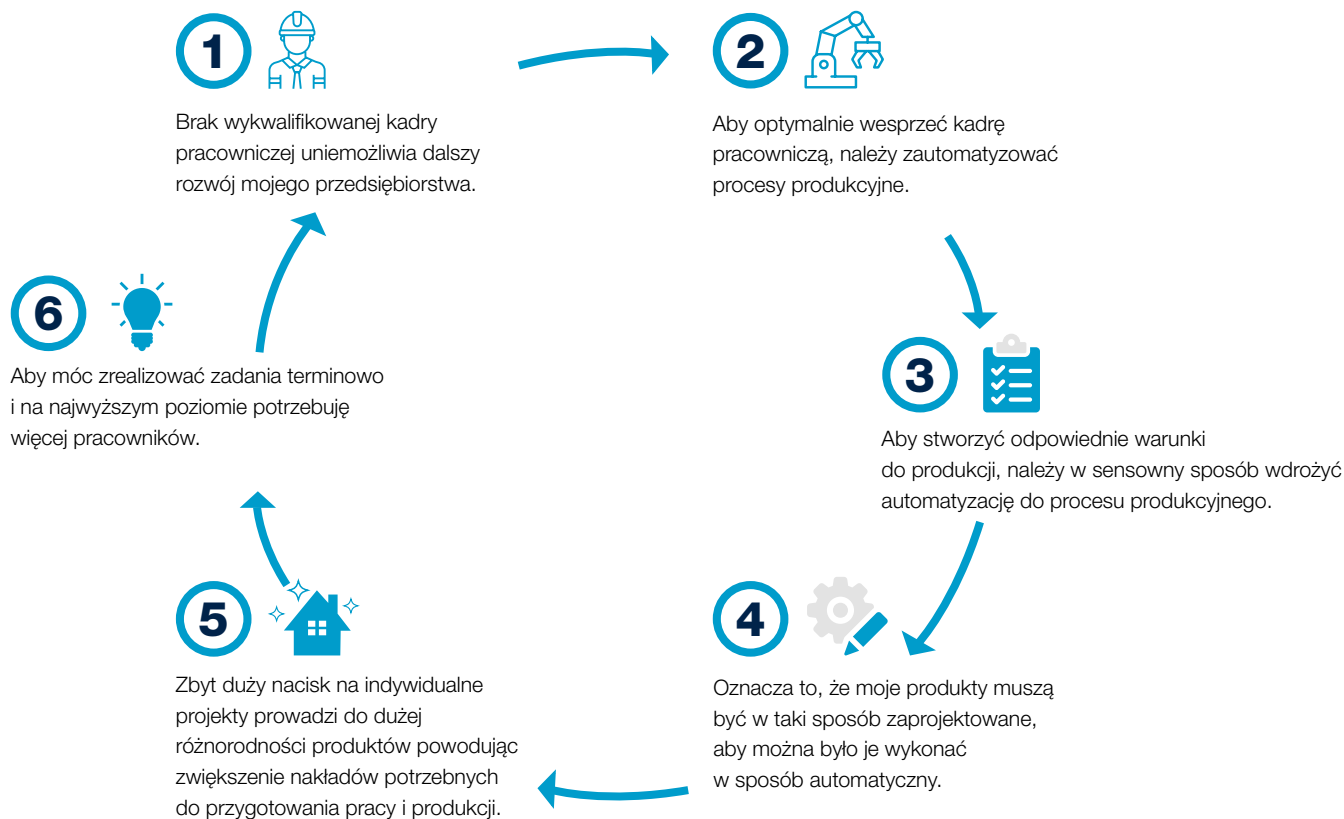 1
Brak wykwalifikowanej kadry
pracowniczej uniemożliwia dalszy
rozwój mojego przedsiębiorstwa.
2
Aby optymalnie wesprzeć kadrę
pracowniczą, należy zautomatyzować
procesy produkcyjne.
3
Aby stworzyć odpowiednie warunki
do produkcji, należy w sensowny sposób wdrożyć
automatyzację do procesu produkcyjnego.
4
Oznacza to, że moje produkty muszą
być w taki sposób zaprojektowane,
aby można było je wykonać
w sposób automatyczny.
5
Zbyt duży nacisk na indywidualne
projekty prowadzi do dużej
różnorodności produktów powodując
zwiększenie nakładów potrzebnych
do przygotowania pracy i produkcji.
6
Aby móc zrealizować zadania terminowo
i na najwyższym poziomie potrzebuję
więcej pracowników.